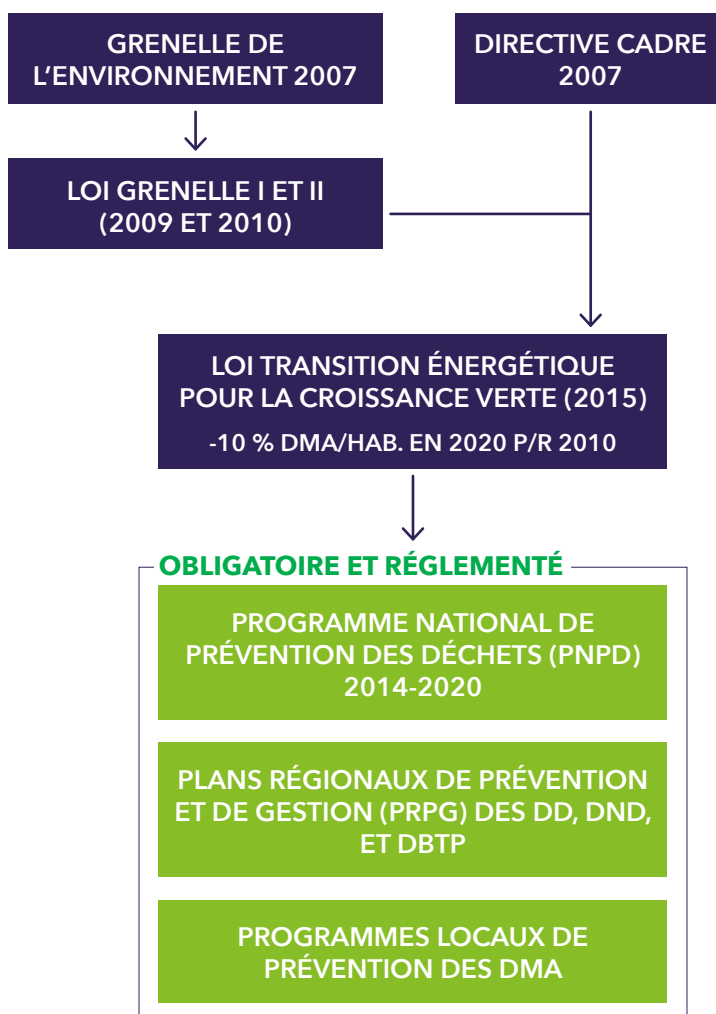 GRENELLE DE
L'ENVIRONNEMENT 2007
DIRECTIVE CADRE
2007
LOI GRENELLE I ET II
(2009 ET 2010)
LOI TRANSITION ÉNERGÉTIQUE
POUR LA CROISSANCE VERTE (2015)
-10 % DMA/HAB. EN 2020 P/R 2010
OBLIGATOIRE ET RÉGLEMENTÉ
PROGRAMME NATIONAL DE
PRÉVENTION DES DÉCHETS (PNPD)
2014-2020
PLANS RÉGIONAUX DE PRÉVENTION
ET DE GESTION (PRPG) DES DD, DND,
ET DBTP
PROGRAMMES LOCAUX DE
PRÉVENTION DES DMA